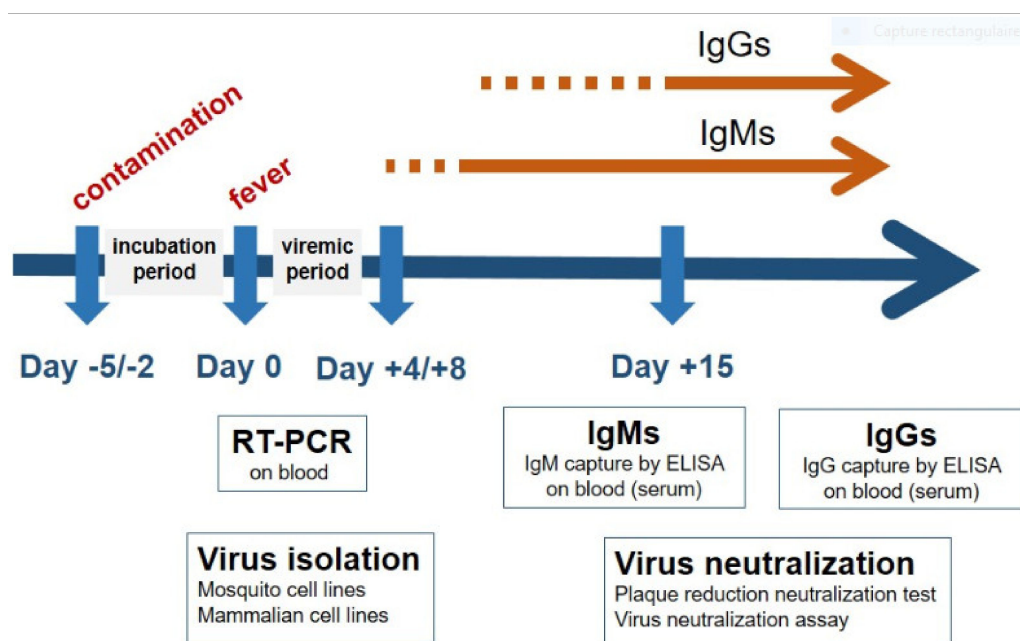 Capture rectangulaire
IgGs
IgMs
contamination
fever
incubation
period
viremic
period
Day -5/-2
Day 0
Day +4/+8
Day +15
RT-PCR
on blood
IgMs
IgM capture by ELISA
on blood (serum)
IgGs
IgG capture by ELISA
on blood (serum)
Virus isolation
Mosquito cell lines
Mammalian cell lines
Virus neutralization
Plaque reduction neutralization test
Virus neutralization assay